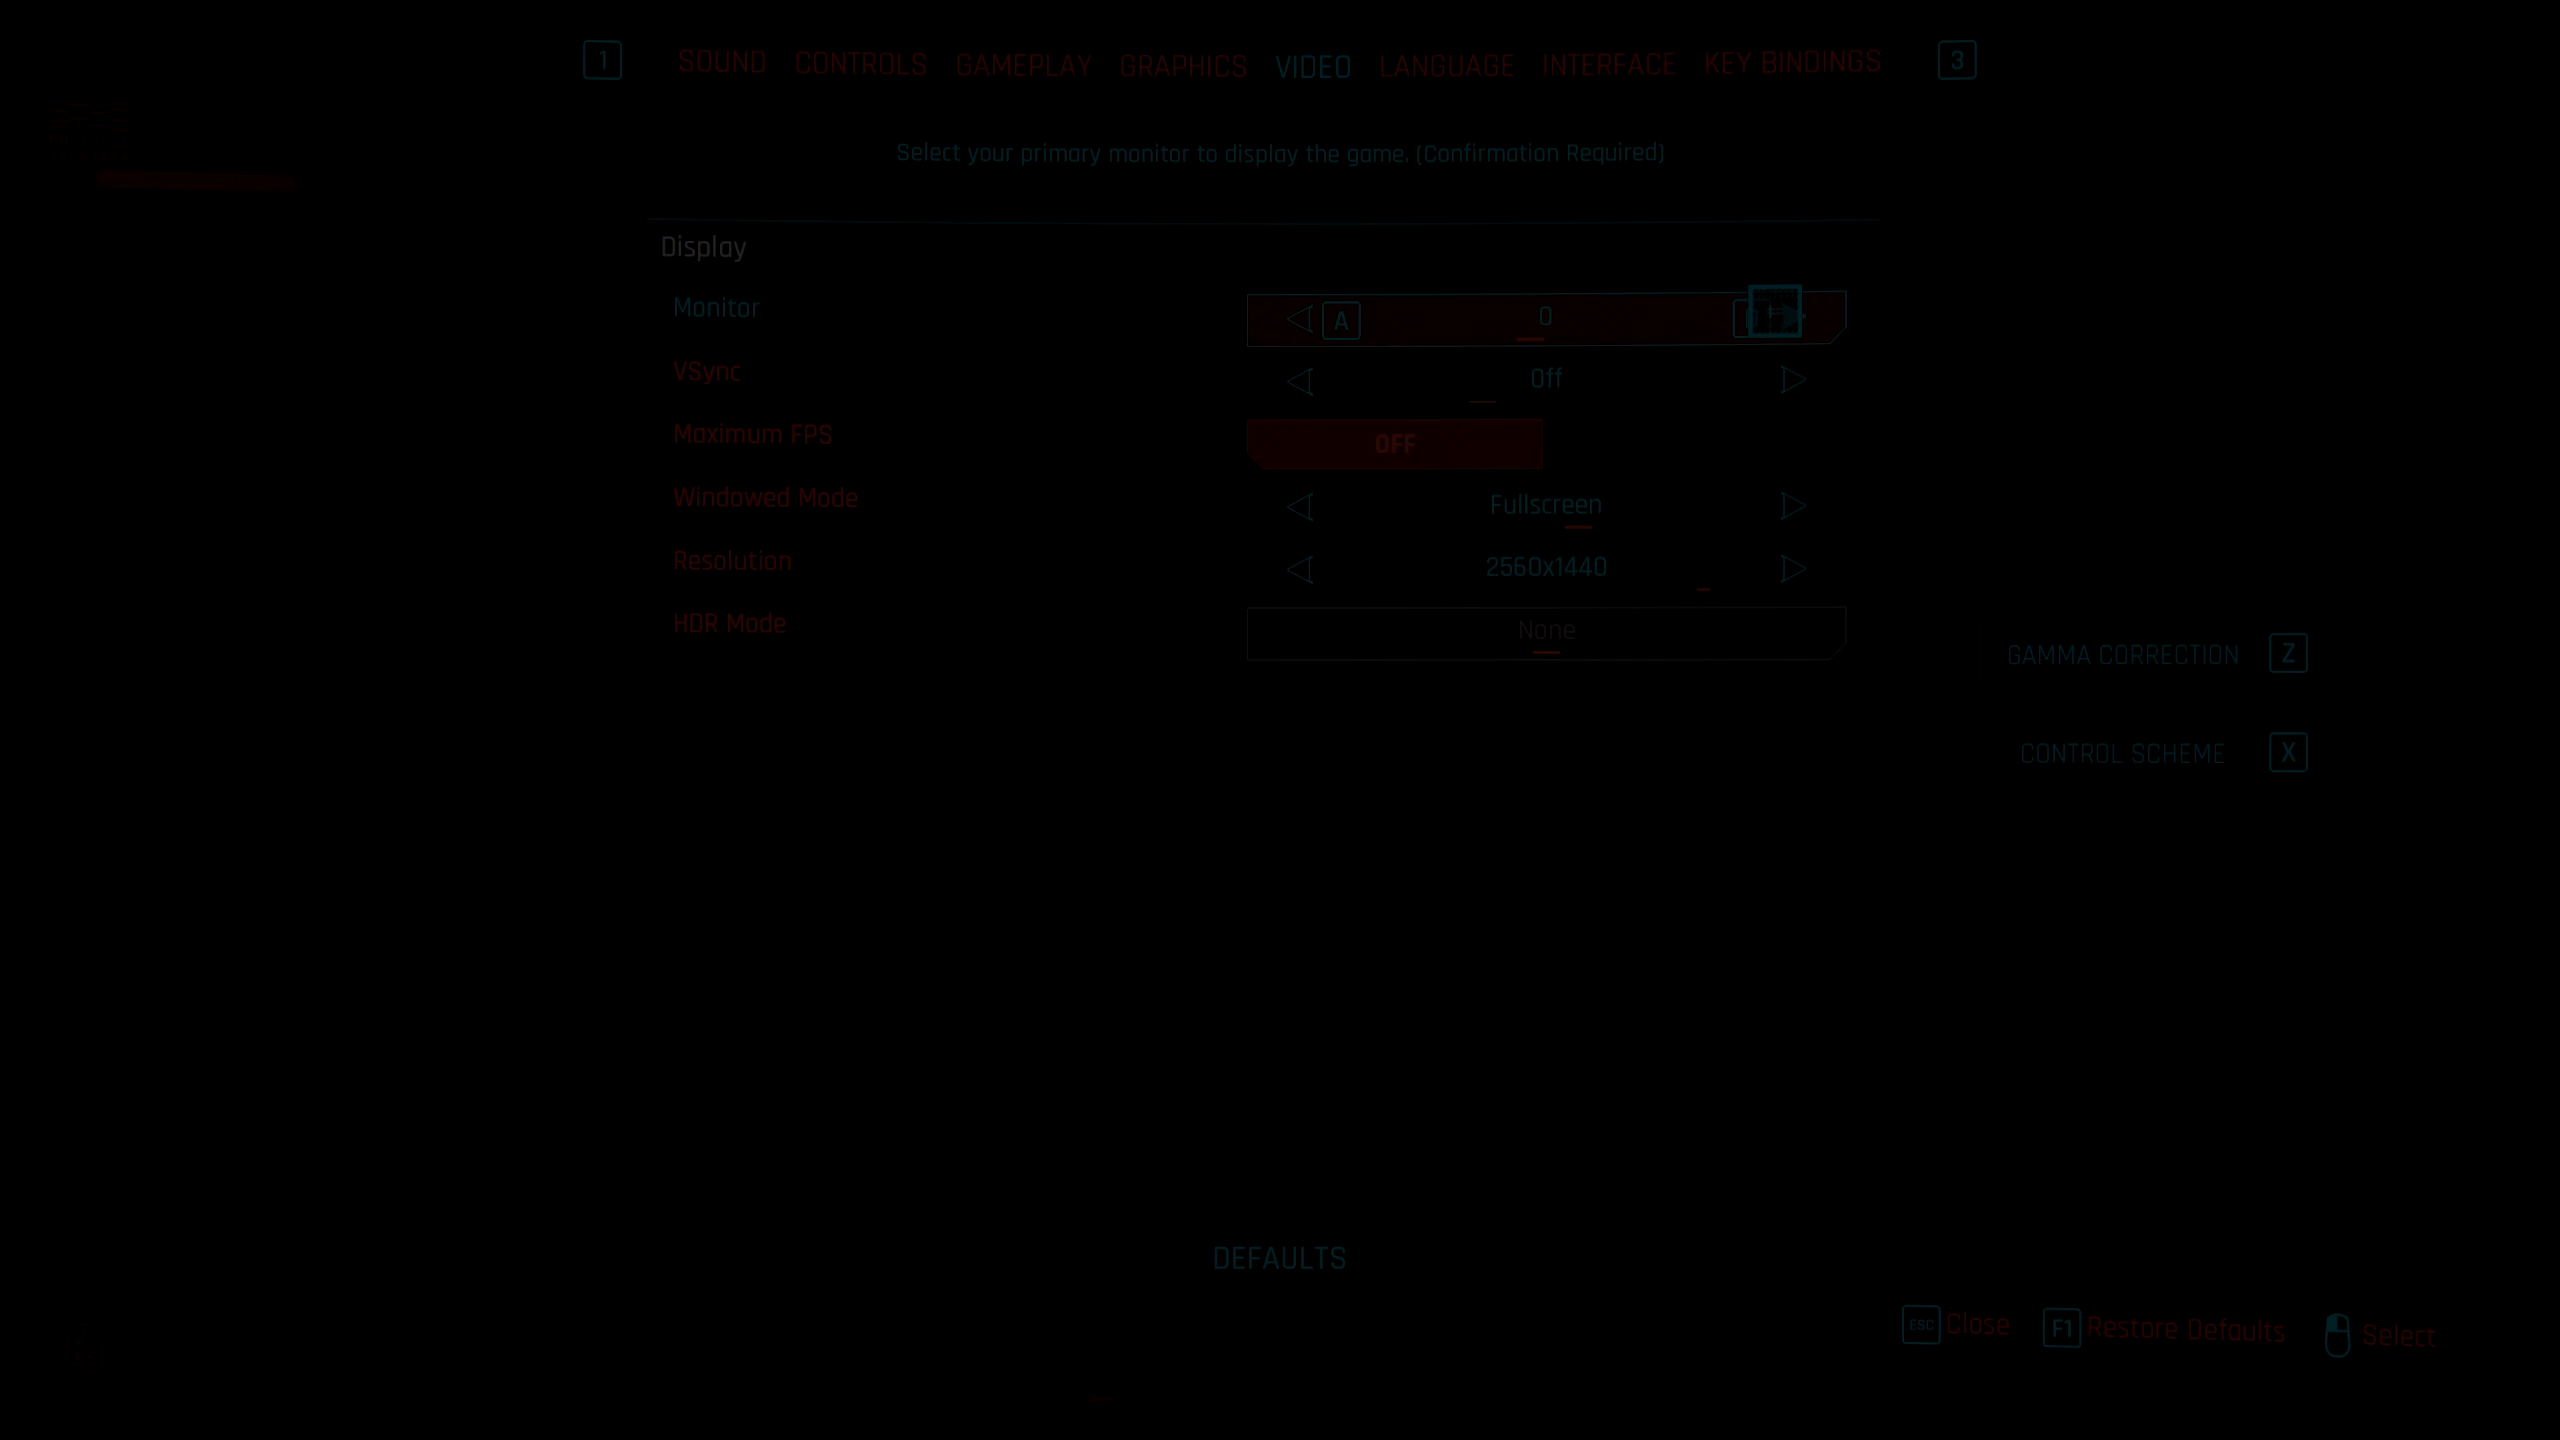 1 SOUND CONTROLS GAMEPLAY GRAPHICS VIDEO LANGUAGE INTERFACE KEY BINDINGS 3
Select your primary monitor to display the game. (Confirmation Required)
Display
Monitor A 0
VSync Off
Maximum FPS OFF
Windowed Mode Fullscreen
Resolution 2560x1440
HDR Mode None
GAMMA CORRECTION Z
CONTROL SCHEME X
DEFAULTS
ESC Close F1 Restore Defaults Select